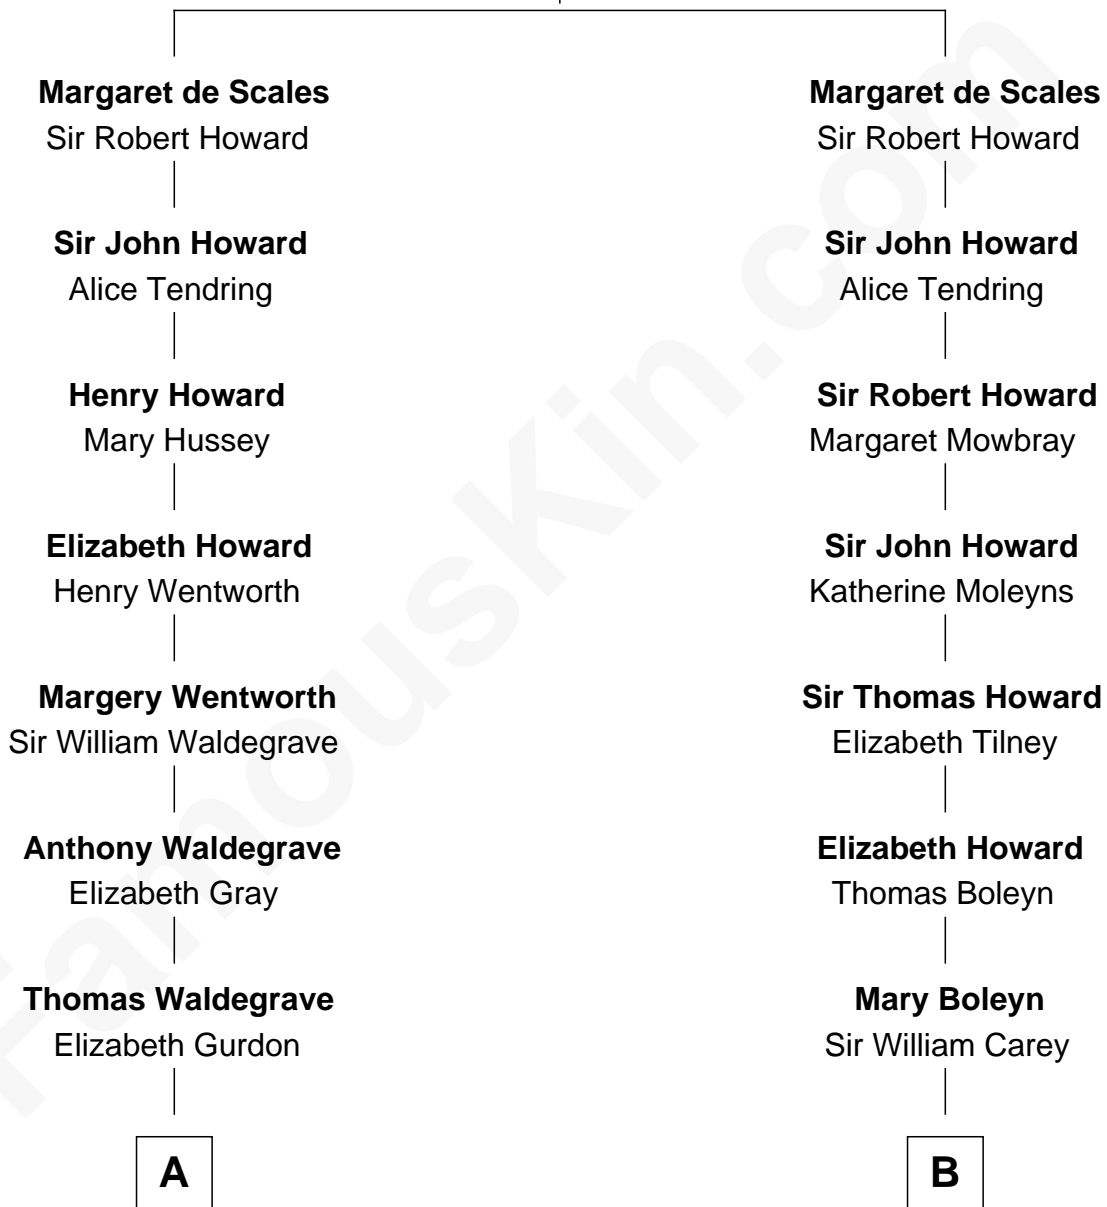 Margaret de Scales
Sir Robert Howard
Sir John Howard
Alice Tendring
Henry Howard
Mary Hussey
Elizabeth Howard
Henry Wentworth
Margery Wentworth
Sir William Waldegrave
Anthony Waldegrave
Elizabeth Gray
Thomas Waldegrave
Elizabeth Gurdon
A
Margaret de Scales
Sir Robert Howard
Sir John Howard
Alice Tendring
Sir Robert Howard
Margaret Mowbray
Sir John Howard
Katherine Moleyns
Sir Thomas Howard
Elizabeth Tilney
Elizabeth Howard
Thomas Boleyn
Mary Boleyn
Sir William Carey
B
FamousKin.com